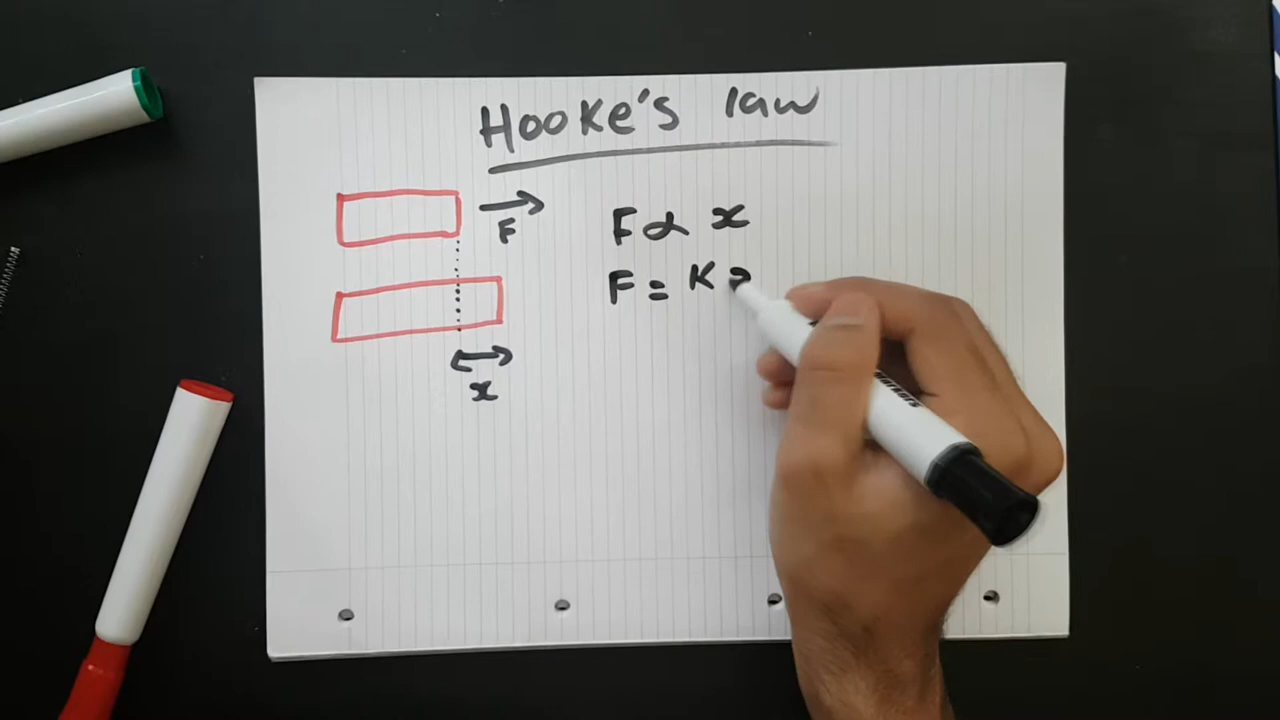 Hooke's law
F
F ∝ x
F = K
x